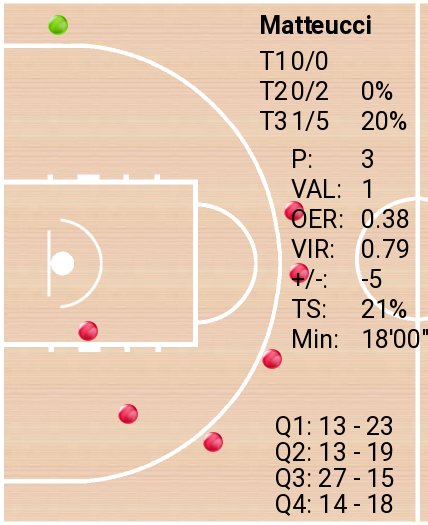 Matteucci
T1 0/0
T2 0/2 0%
T3 1/5 20%
P: 3
VAL: 1
OER: 0.38
VIR: 0.79
+/-: -5
TS: 21%
Min: 18'00"
Q1: 13 - 23
Q2: 13 - 19
Q3: 27 - 15
Q4: 14 - 18